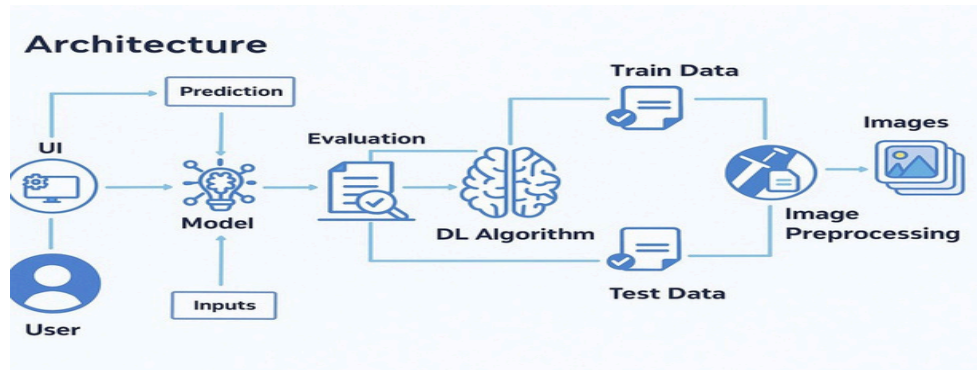 Architecture
Prediction
Train Data
UI
Evaluation
Images
Model
DL Algorithm
Image
Preprocessing
Inputs
Test Data
User